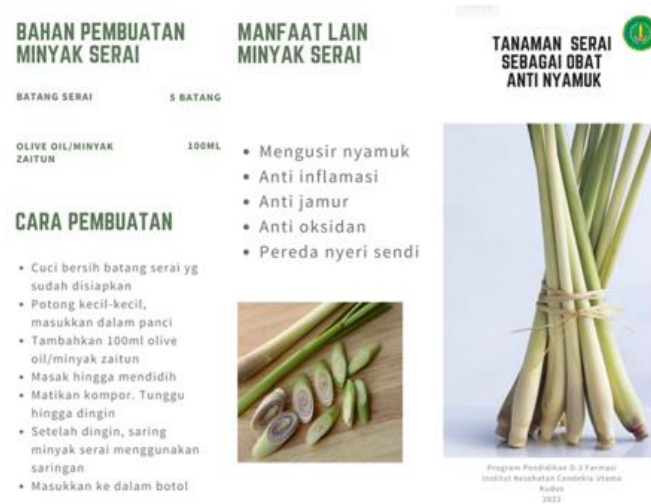 BAHAN PEMBUATAN
MINYAK SERAI
BATANG SERAI 5 BATANG
OLIVE OIL/MINYAK 100ML
ZAITUN
CARA PEMBUATAN
• Cuci bersih batang serai yg
sudah disiapkan
• Potong kecil-kecil,
masukkan dalam panci
• Tambahkan 100ml olive
oil/minyak zaitun
• Masak hingga mendidih
• Matikan kompor. Tunggu
hingga dingin
• Setelah dingin, saring
minyak serai menggunakan
saringan
• Masukkan ke dalam botol
MANFAAT LAIN
MINYAK SERAI
• Mengusir nyamuk
• Anti inflamasi
• Anti jamur
• Anti oksidan
• Pereda nyeri sendi
TANAMAN SERAI
SEBAGAI OBAT
ANTI NYAMUK
Program Pendidikan D-3 Farmasi
Institut Kesehatan Cendekia Utama
Kudus
2023